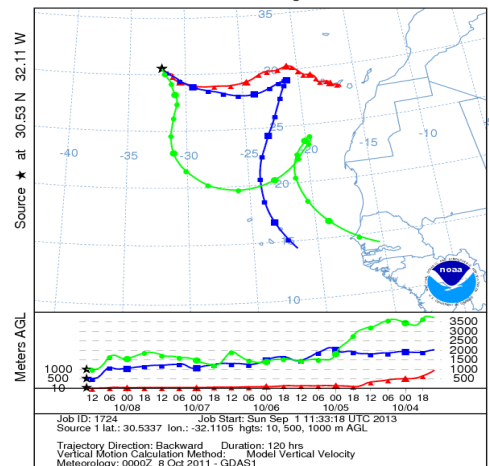 35
Source ★ at 30.53 N 32.11 W
-40
-35
-30
25
-20
-15
-10
0
20
10
noaa
Meters AGL
1000
500
10
3500
3000
2500
2000
1500
1000
500
12 06 00 18 12 06 00 18 12 06 00 18 12 06 00 18 12 06 00 18
10/08 10/07 10/06 10/05 10/04
Job ID: 1724 Job Start: Sun Sep 1 11:33:18 UTC 2013
Source 1 lat.: 30.5337 lon.: -32.1105 hgts: 10, 500, 1000 m AGL
Trajectory Direction: Backward Duration: 120 hrs
Vertical Motion Calculation Method: Model Vertical Velocity
Meteorology: 0000Z 8 Oct 2011 - GDAS1